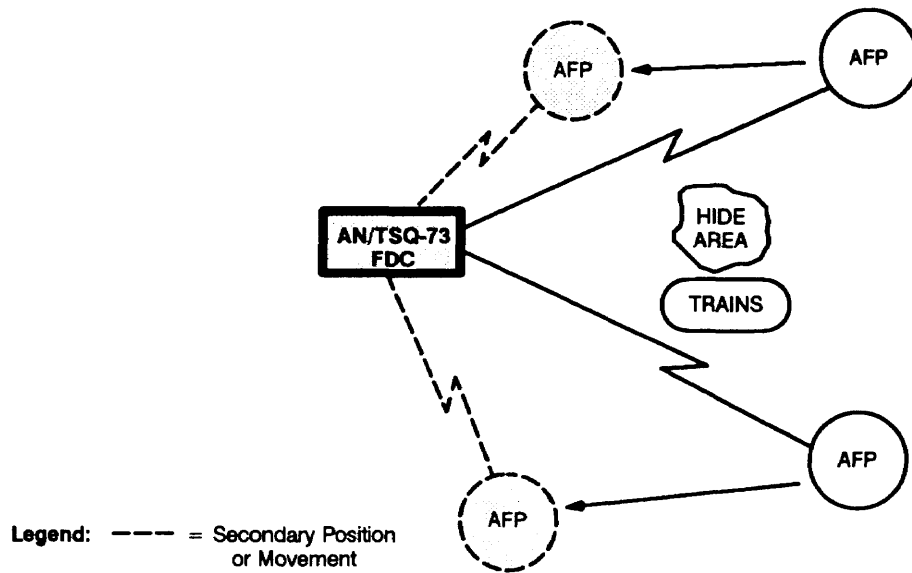 AFP
AFP
AN/TSQ-73
FDC
HIDE
AREA
TRAINS
AFP
AFP
Legend: --- = Secondary Position
or Movement